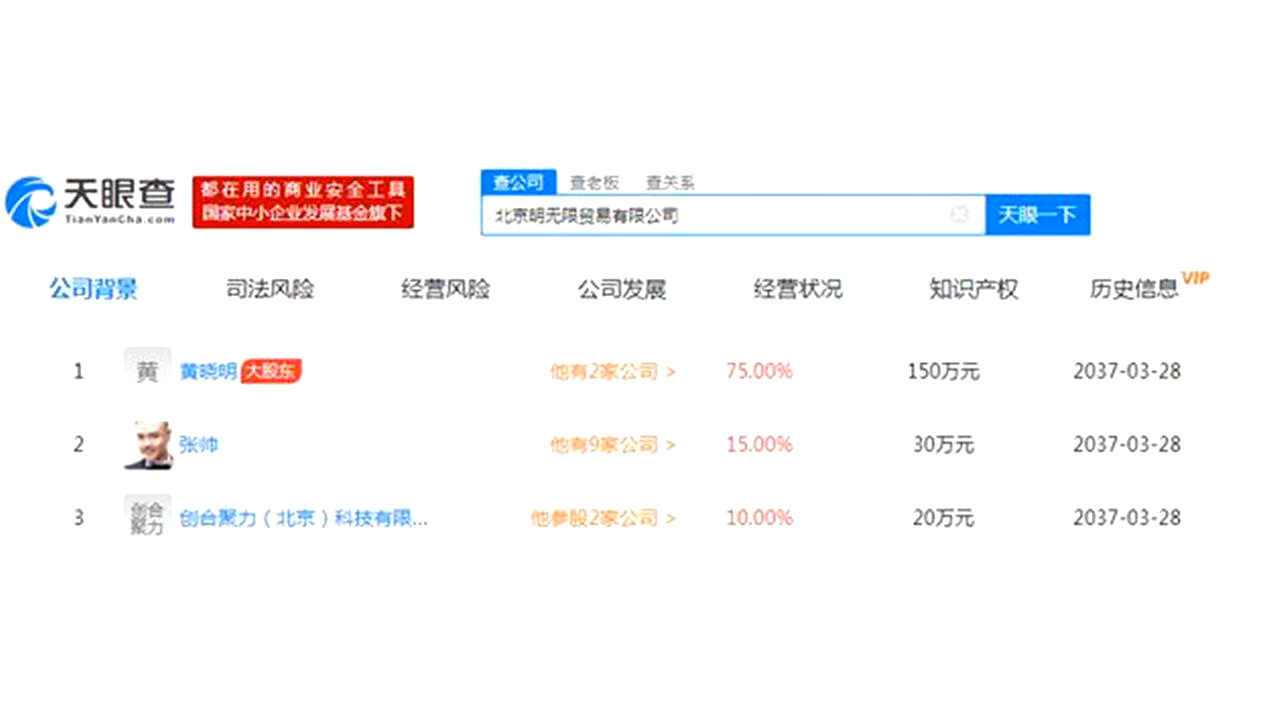 天眼查
TianYanCha.com
都在用的商业安全工具
国家中小企业发展基金旗下
查公司 查老板 查关系
北京明无限贸易有限公司
天眼一下
公司背景 司法风险 经营风险 公司发展 经营状况 知识产权 历史信息 VIP
1 黄 黄晓明 大股东 他有2家公司 > 75.00% 150万元 2037-03-28
2 张帅 他有9家公司 > 15.00% 30万元 2037-03-28
3 创合聚力 创合聚力（北京）科技有限... 他参股2家公司 > 10.00% 20万元 2037-03-28